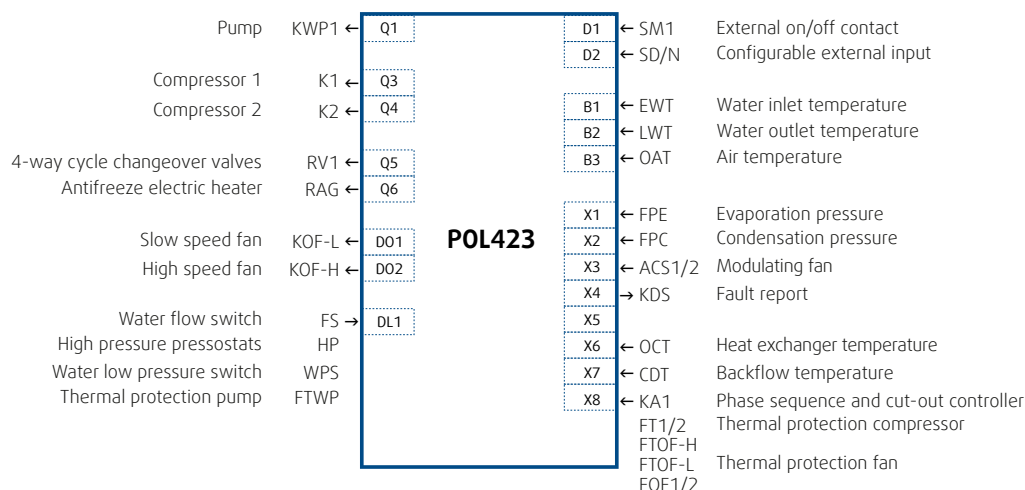 Pump KWP1 ← Q1
Compressor 1 K1 ← Q3
Compressor 2 K2 ← Q4
4-way cycle changeover valves RV1 ← Q5
Antifreeze electric heater RAG ← Q6
Slow speed fan KOF-L ← DO1
High speed fan KOF-H ← DO2
Water flow switch FS → DL1
High pressure pressostats HP
Water low pressure switch WPS
Thermal protection pump FTWP
POL423
D1 ← SM1 External on/off contact
D2 ← SD/N Configurable external input
B1 ← EWT Water inlet temperature
B2 ← LWT Water outlet temperature
B3 ← OAT Air temperature
X1 ← FPE Evaporation pressure
X2 ← FPC Condensation pressure
X3 ← ACS1/2 Modulating fan
X4 → KDS Fault report
X5
X6 ← OCT Heat exchanger temperature
X7 ← CDT Backflow temperature
X8 ← KA1 Phase sequence and cut-out controller
FT1/2 Thermal protection compressor
FTOF-H
FTOF-L Thermal protection fan
FOF1/2